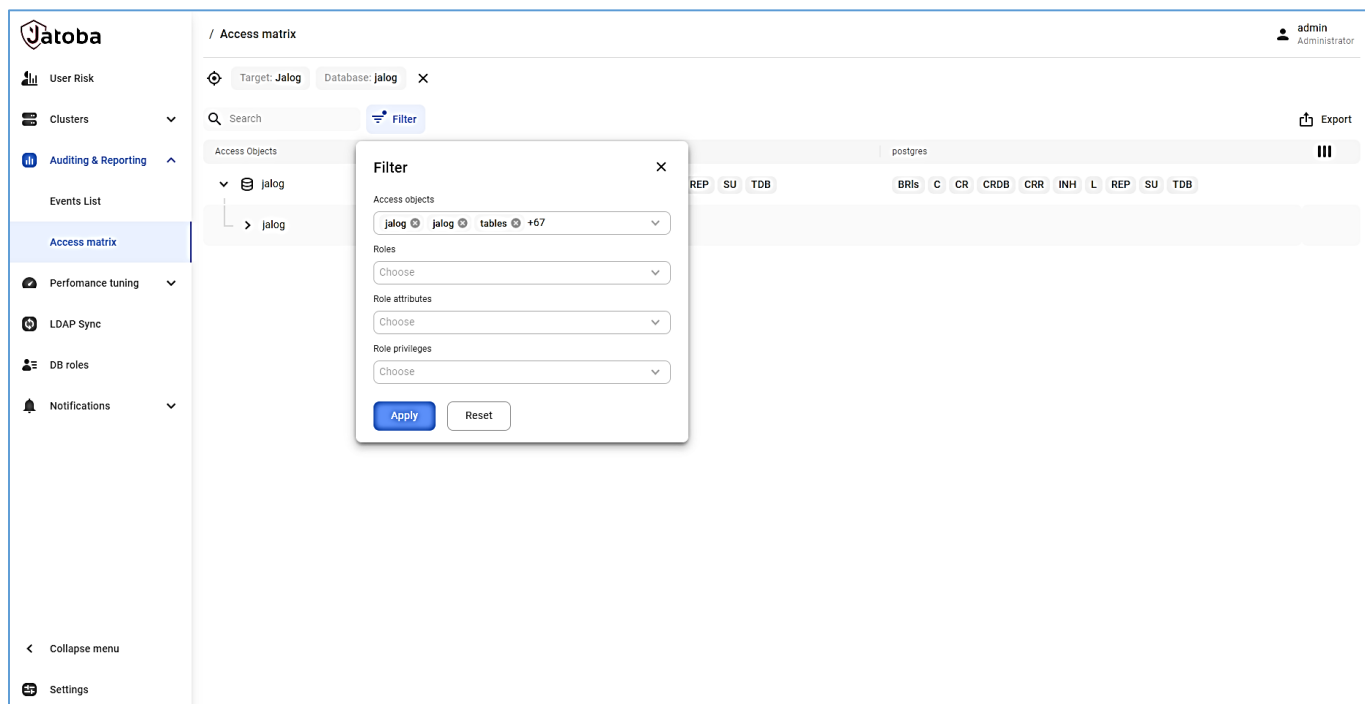 Jatoba
User Risk
Clusters
Auditing & Reporting
Events List
Access matrix
Perfomance tuning
LDAP Sync
DB roles
Notifications
Collapse menu
Settings
/ Access matrix
admin
Administrator
Target: Jalog
Database: jalog
Search
Filter
Export
Access Objects
postgres
jalog
REP SU TDB
BRls C CR CRDB CRR INH L REP SU TDB
jalog
Filter
Access objects
jalog jalog tables +67
Roles
Choose
Role attributes
Choose
Role privileges
Choose
Apply
Reset